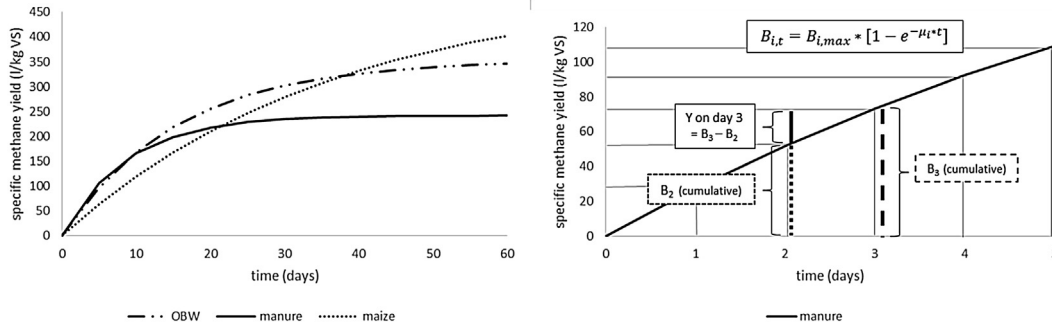 450
400
350
300
250
200
150
100
50
0
specific methane yield (l/kg VS)
0 10 20 30 40 50 60
time (days)
OBW manure maize
120
100
80
60
40
20
0
specific methane yield (l/kg VS)
B_{i,t} = B_{i,max} * [1 − e^{−μ_i*t}]
Y on day 3
= B₃ – B₂
B₂ (cumulative)
B₃ (cumulative)
0 1 2 3 4
time (days)
manure